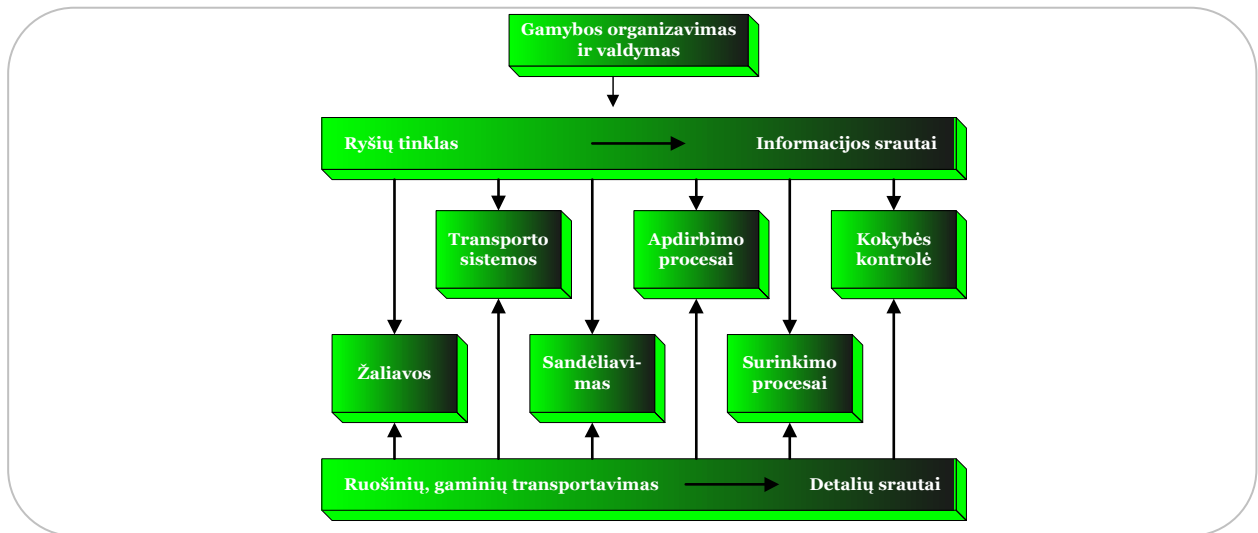 Gamybos organizavimas
ir valdymas
Ryšių tinklas
Informacijos srautai
Transporto
sistemos
Apdirbimo
procesai
Kokybės
kontrolė
Žaliavos
Sandėliavi-
mas
Surinkimo
procesai
Ruošinių, gaminių transportavimas
Detalių srautai